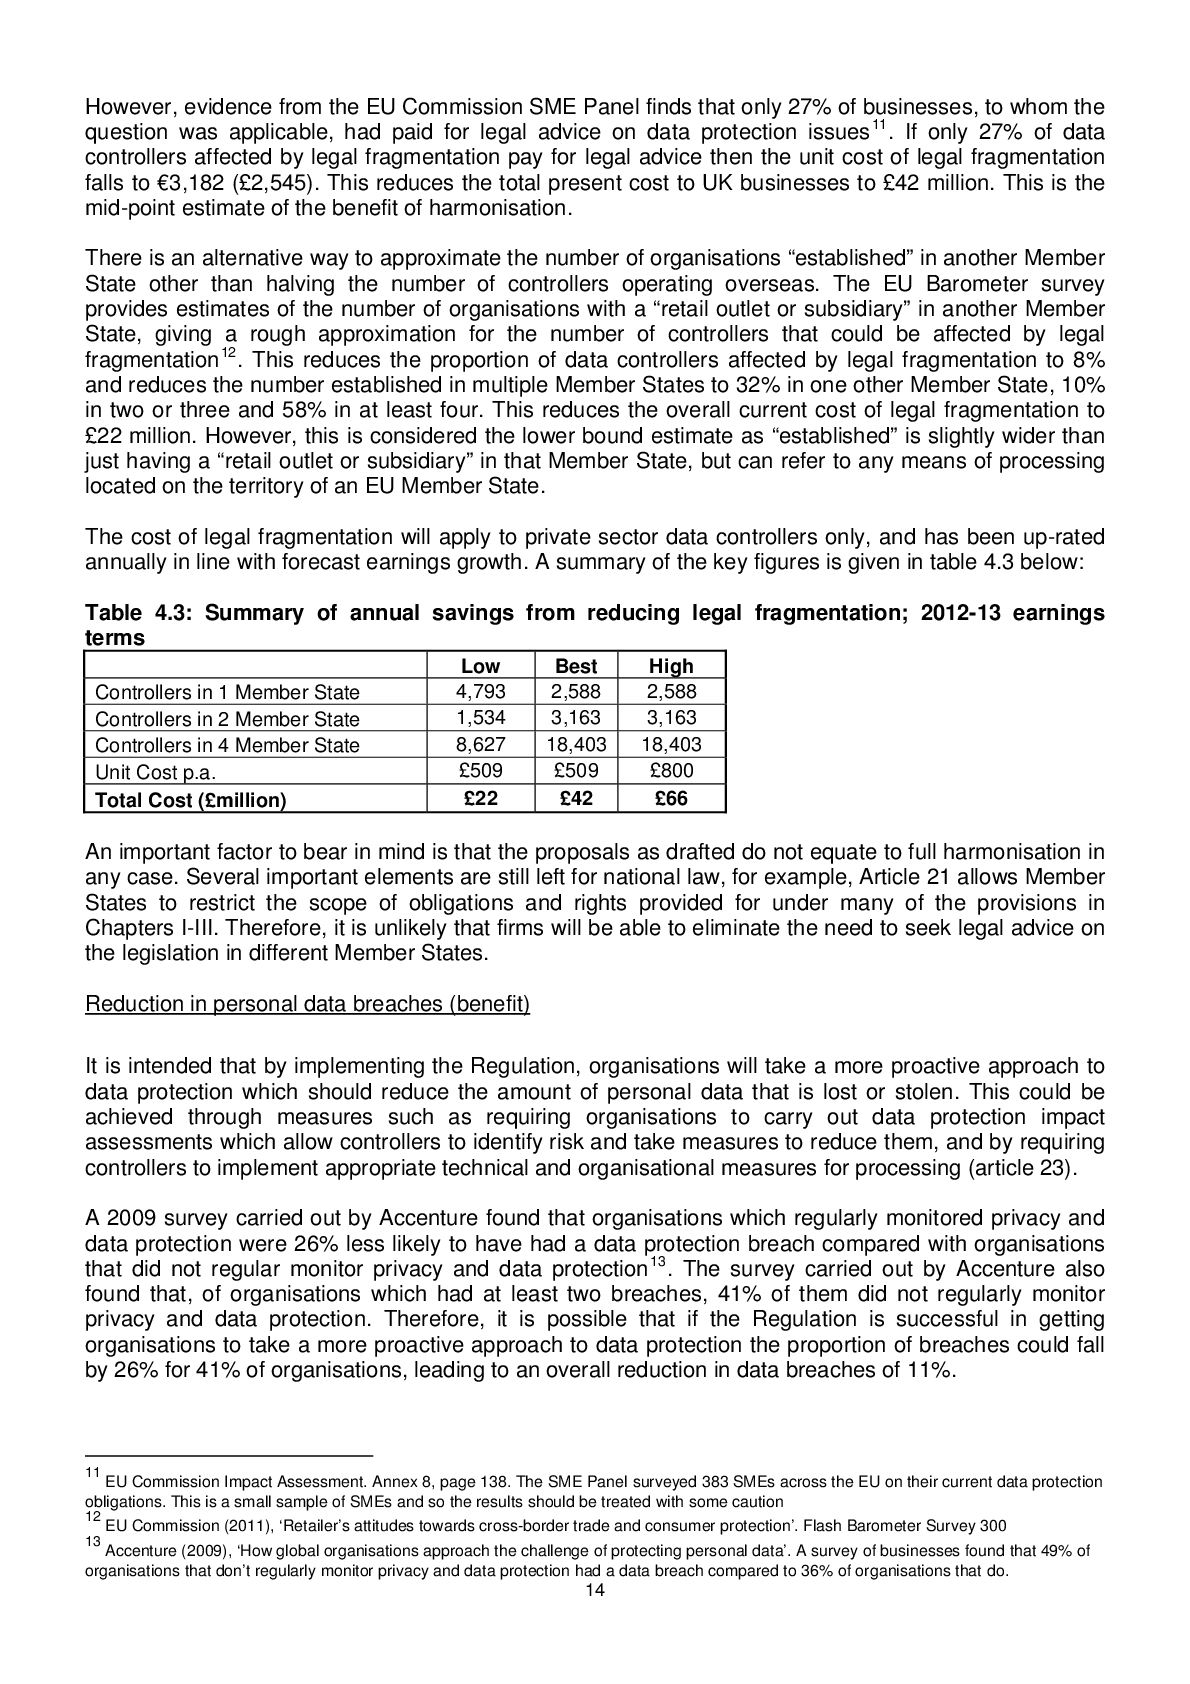 However, evidence from the EU Commission SME Panel finds that only 27% of businesses, to whom the
question was applicable, had paid for legal advice on data protection issues11. If only 27% of data
controllers affected by legal fragmentation pay for legal advice then the unit cost of legal fragmentation
falls to €3,182 (£2,545). This reduces the total present cost to UK businesses to £42 million. This is the
mid-point estimate of the benefit of harmonisation.
There is an alternative way to approximate the number of organisations “established” in another Member
State other than halving the number of controllers operating overseas. The EU Barometer survey
provides estimates of the number of organisations with a “retail outlet or subsidiary” in another Member
State, giving a rough approximation for the number of controllers that could be affected by legal
fragmentation12. This reduces the proportion of data controllers affected by legal fragmentation to 8%
and reduces the number established in multiple Member States to 32% in one other Member State, 10%
in two or three and 58% in at least four. This reduces the overall current cost of legal fragmentation to
£22 million. However, this is considered the lower bound estimate as “established” is slightly wider than
just having a “retail outlet or subsidiary” in that Member State, but can refer to any means of processing
located on the territory of an EU Member State.
The cost of legal fragmentation will apply to private sector data controllers only, and has been up-rated
annually in line with forecast earnings growth. A summary of the key figures is given in table 4.3 below:
Table 4.3: Summary of annual savings from reducing legal fragmentation; 2012-13 earnings
terms
Low Best High
Controllers in 1 Member State 4,793 2,588 2,588
Controllers in 2 Member State 1,534 3,163 3,163
Controllers in 4 Member State 8,627 18,403 18,403
Unit Cost p.a. £509 £509 £800
Total Cost (£million) £22 £42 £66
An important factor to bear in mind is that the proposals as drafted do not equate to full harmonisation in
any case. Several important elements are still left for national law, for example, Article 21 allows Member
States to restrict the scope of obligations and rights provided for under many of the provisions in
Chapters I-III. Therefore, it is unlikely that firms will be able to eliminate the need to seek legal advice on
the legislation in different Member States.
Reduction in personal data breaches (benefit)
It is intended that by implementing the Regulation, organisations will take a more proactive approach to
data protection which should reduce the amount of personal data that is lost or stolen. This could be
achieved through measures such as requiring organisations to carry out data protection impact
assessments which allow controllers to identify risk and take measures to reduce them, and by requiring
controllers to implement appropriate technical and organisational measures for processing (article 23).
A 2009 survey carried out by Accenture found that organisations which regularly monitored privacy and
data protection were 26% less likely to have had a data protection breach compared with organisations
that did not regular monitor privacy and data protection13. The survey carried out by Accenture also
found that, of organisations which had at least two breaches, 41% of them did not regularly monitor
privacy and data protection. Therefore, it is possible that if the Regulation is successful in getting
organisations to take a more proactive approach to data protection the proportion of breaches could fall
by 26% for 41% of organisations, leading to an overall reduction in data breaches of 11%.
11 EU Commission Impact Assessment. Annex 8, page 138. The SME Panel surveyed 383 SMEs across the EU on their current data protection
obligations. This is a small sample of SMEs and so the results should be treated with some caution
12 EU Commission (2011), ‘Retailer’s attitudes towards cross-border trade and consumer protection’. Flash Barometer Survey 300
13 Accenture (2009), ‘How global organisations approach the challenge of protecting personal data’. A survey of businesses found that 49% of
organisations that don’t regularly monitor privacy and data protection had a data breach compared to 36% of organisations that do.
14